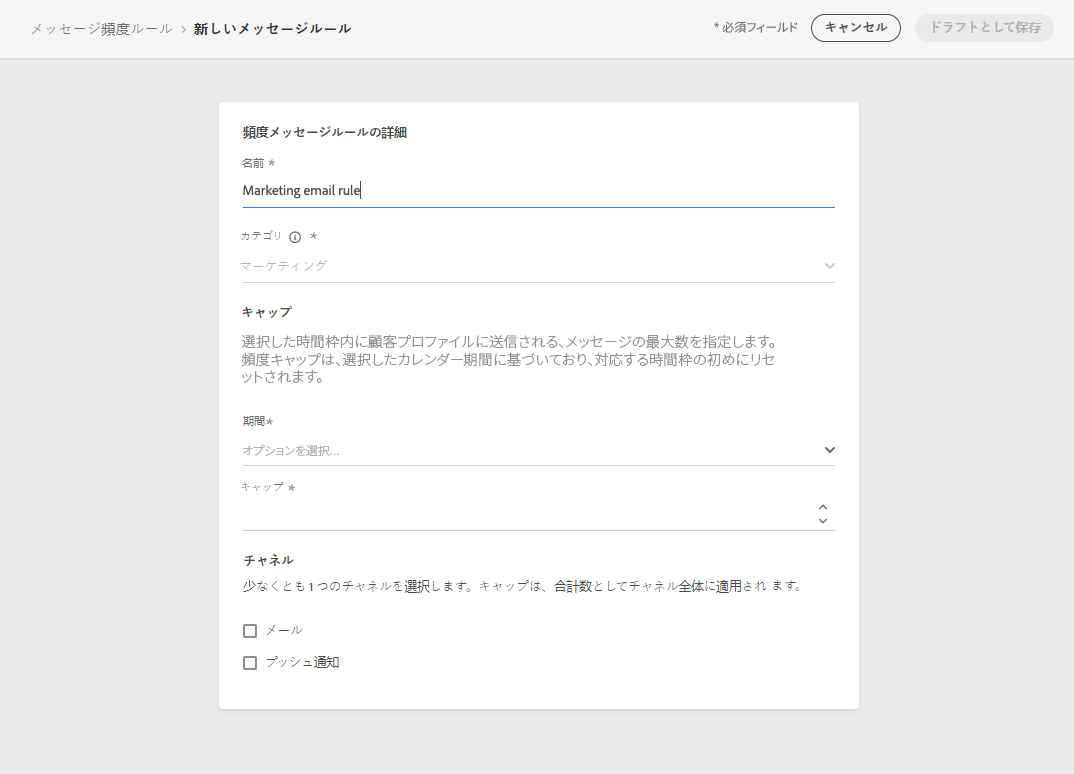 メッセージ頻度ルール › 新しいメッセージルール
* 必須フィールド
キャンセル
ドラフトとして保存
頻度メッセージルールの詳細
名前 *
Marketing email rule
カテゴリ *
マーケティング
キャップ
選択した時間枠内に顧客プロファイルに送信される、メッセージの最大数を指定します。
頻度キャップは、選択したカレンダー期間に基づいており、対応する時間枠の初めにリセ
ットされます。
期間*
オプションを選択...
キャップ *
チャネル
少なくとも 1 つのチャネルを選択します。キャップは、合計数としてチャネル全体に適用され ます。
メール
プッシュ通知